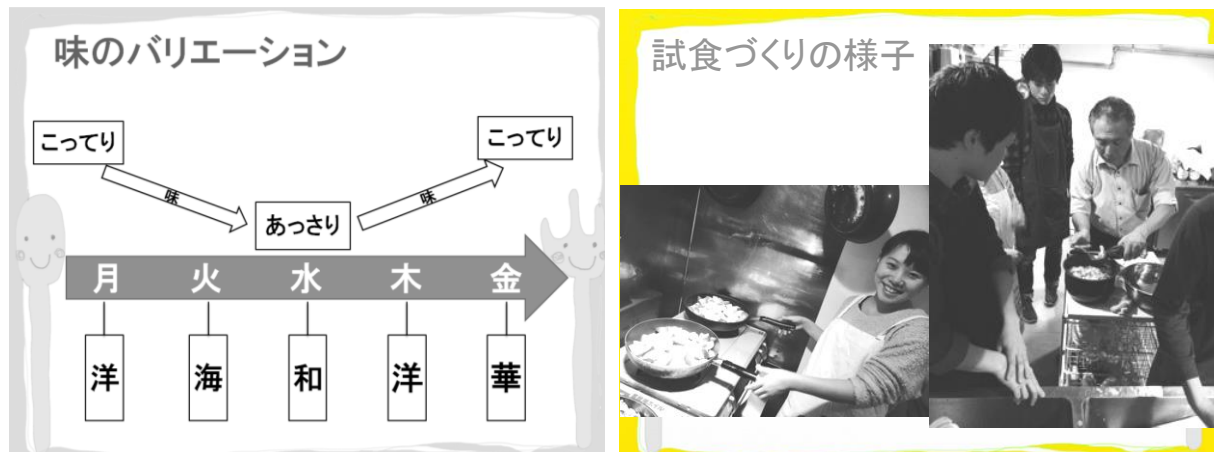 味のバリエーション
こってり
こってり
味
味
あっさり
月 火 水 木 金
洋 海 和 洋 華
試食づくりの様子